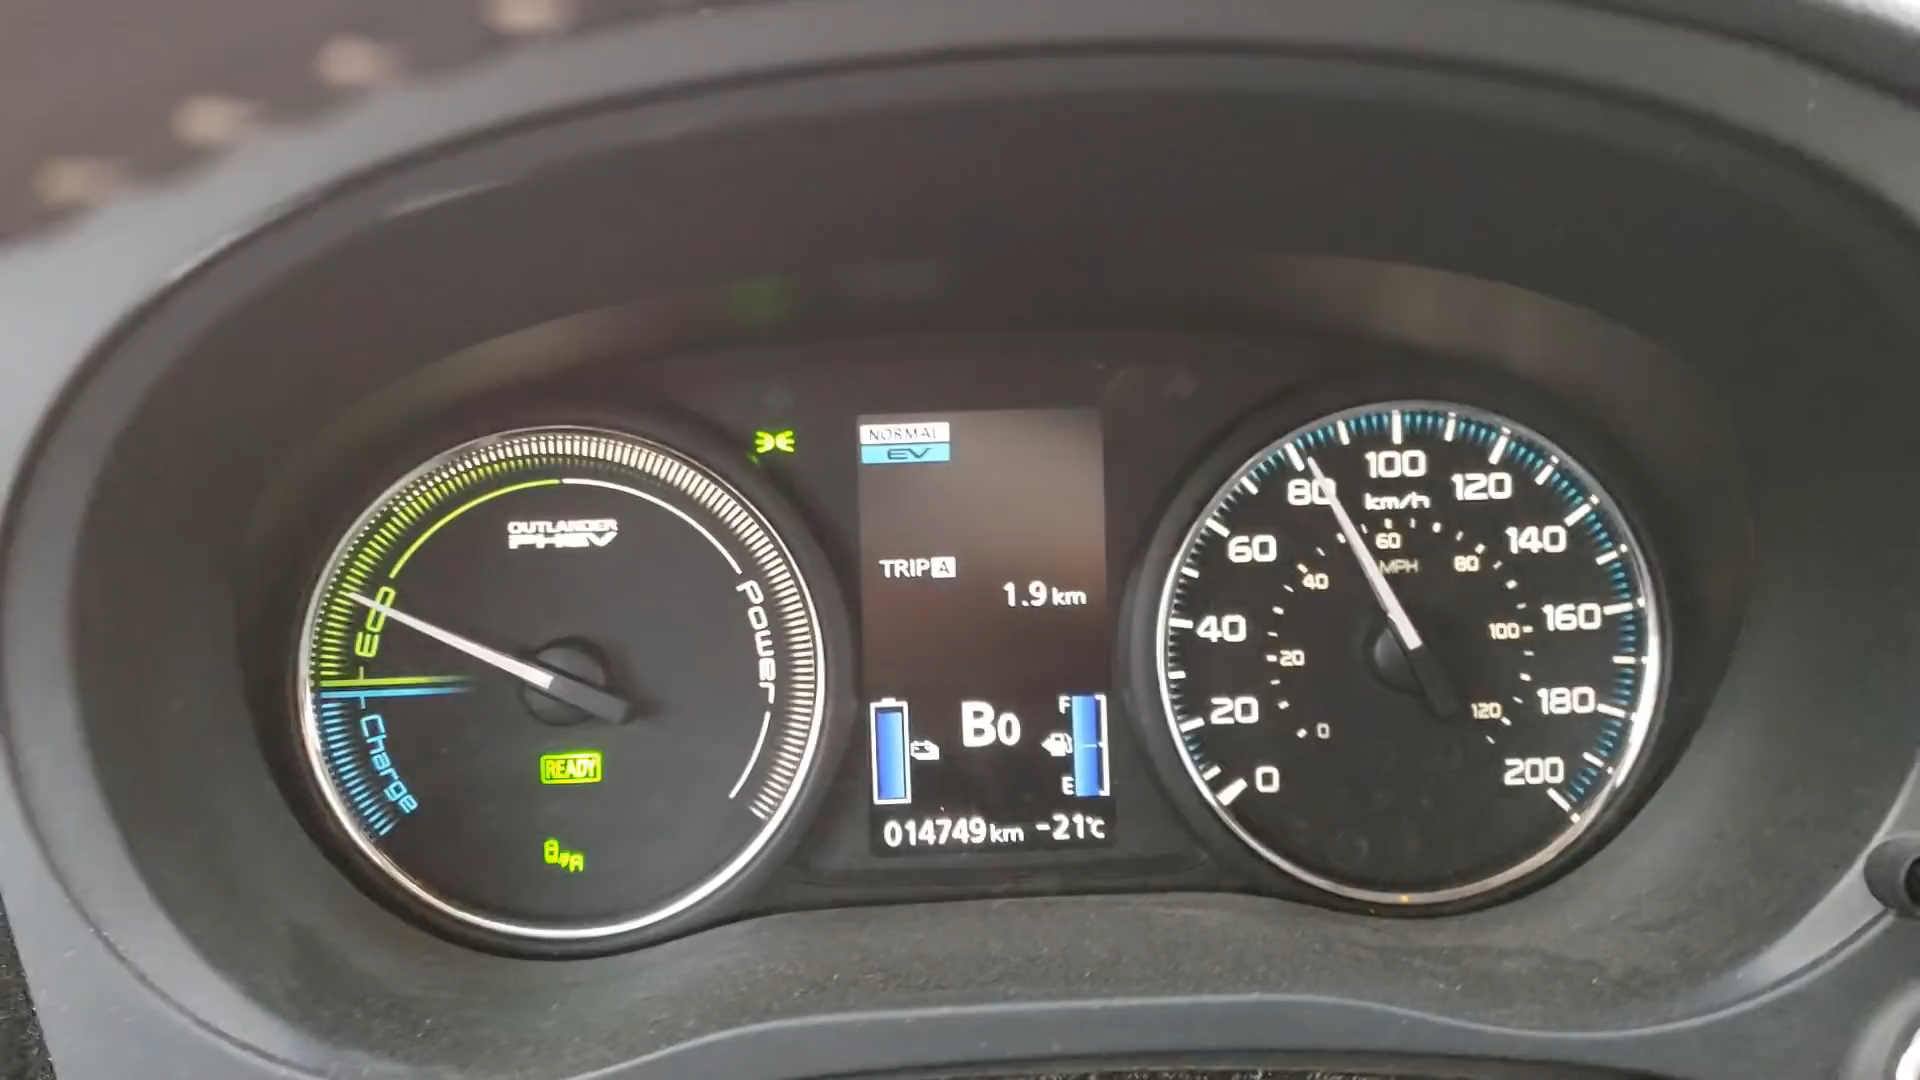 OUTLANDER
PHEV
Eco
Charge
Power
READY
NORMAL
EV
TRIP A
1.9 km
B0
F
E
014749 km -21℃
0
20
40
60
80
100
120
140
160
180
200
km/h
0
20
40
60
80
100
120
MPH